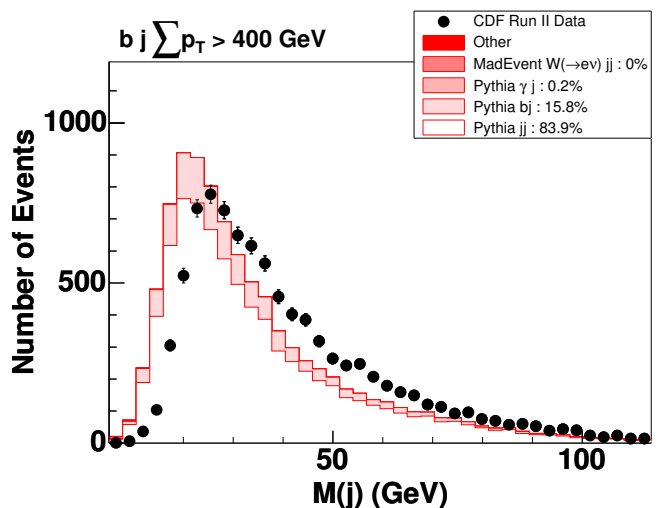 b j ∑p_T > 400 GeV
CDF Run II Data
Other
MadEvent W(→eν) jj : 0%
Pythia γ j : 0.2%
Pythia bj : 15.8%
Pythia jj : 83.9%
Number of Events
1000
500
0
50
100
M(j) (GeV)